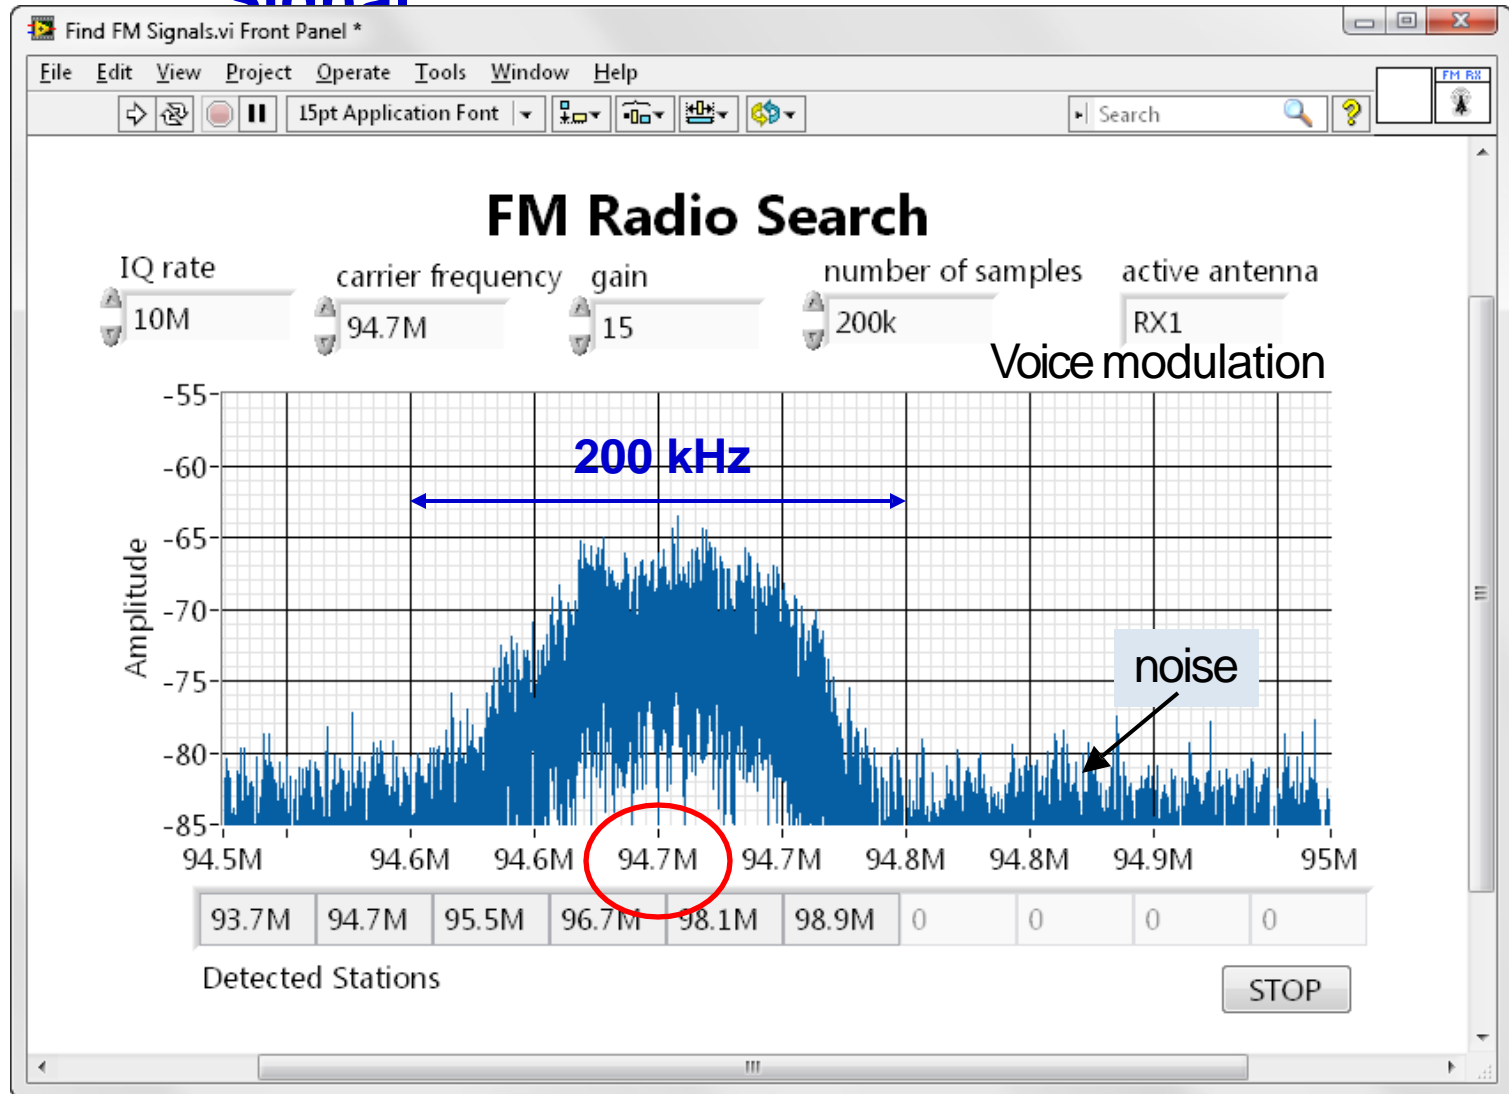 Signal
Find FM Signals.vi Front Panel *
File Edit View Project Operate Tools Window Help
15pt Application Font
Search
?
FM RX
FM Radio Search
IQ rate carrier frequency gain number of samples active antenna
10M 94.7M 15 200k RX1
Voice modulation
200 kHz
noise
Amplitude
-55
-60
-65
-70
-75
-80
-85
94.5M 94.6M 94.6M 94.7M 94.7M 94.8M 94.8M 94.9M 95M
93.7M 94.7M 95.5M 96.7M 98.1M 98.9M 0 0 0 0
Detected Stations
STOP